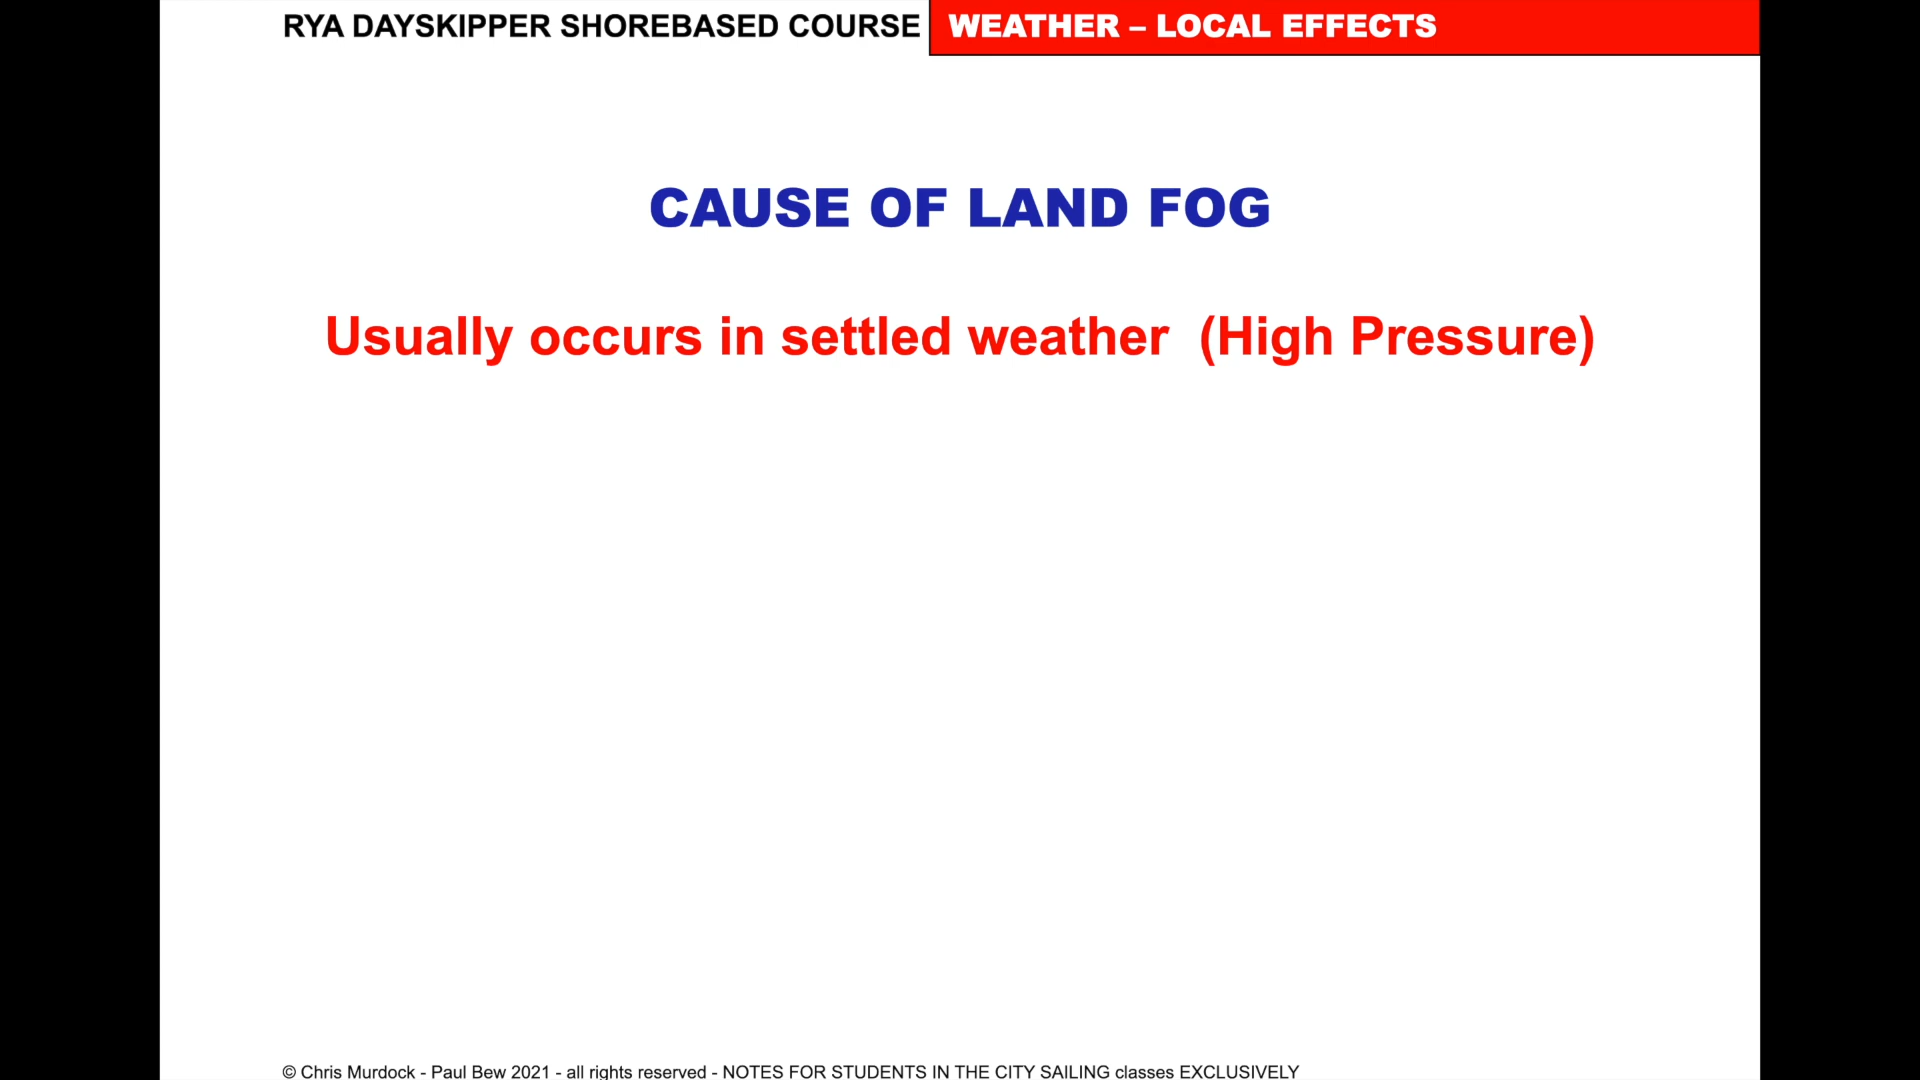 RYA DAYSKIPPER SHOREBASED COURSE WEATHER – LOCAL EFFECTS
CAUSE OF LAND FOG
Usually occurs in settled weather (High Pressure)
© Chris Murdock - Paul Bew 2021 - all rights reserved - NOTES FOR STUDENTS IN THE CITY SAILING classes EXCLUSIVELY